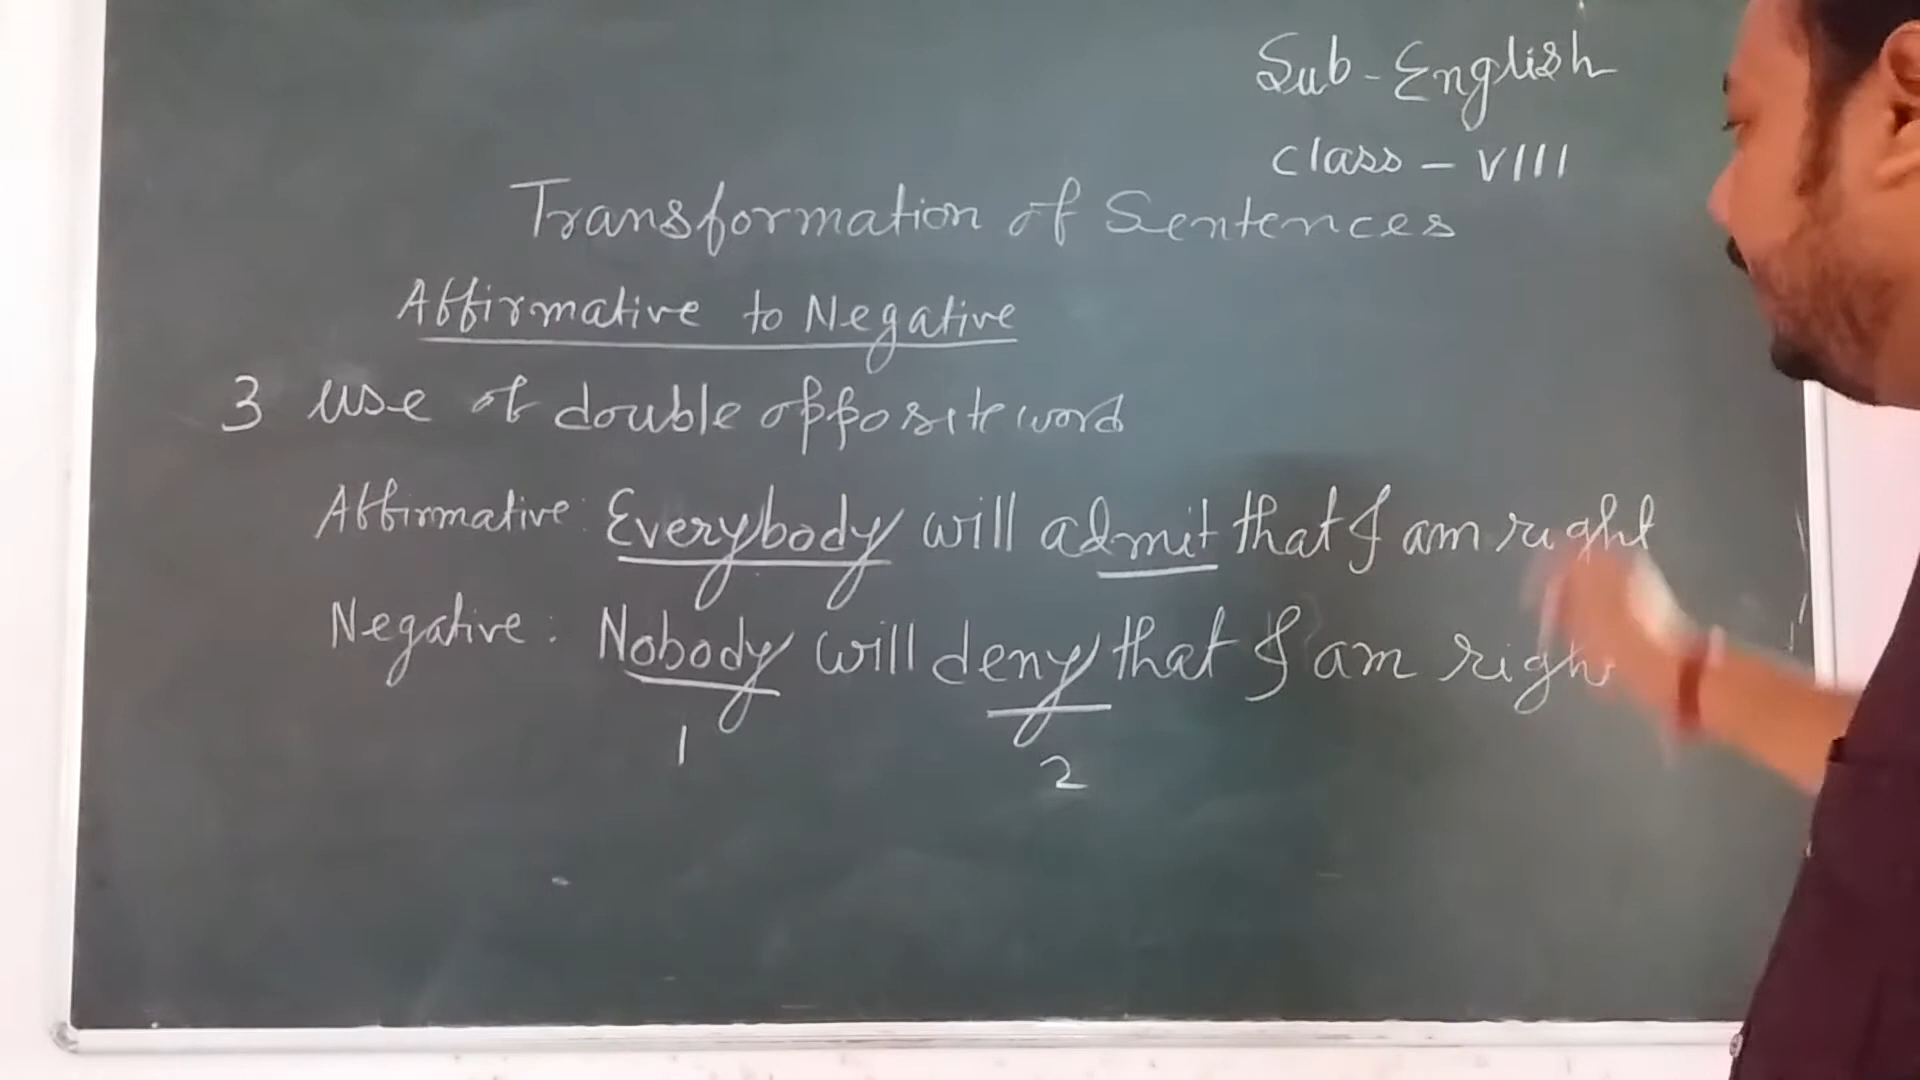 Sub-English
Class - VIII
Transformation of Sentences
Affirmative to Negative
3 use of double opposite word
Affirmative: Everybody will admit that I am right
Negative: Nobody will deny that I am
1 2